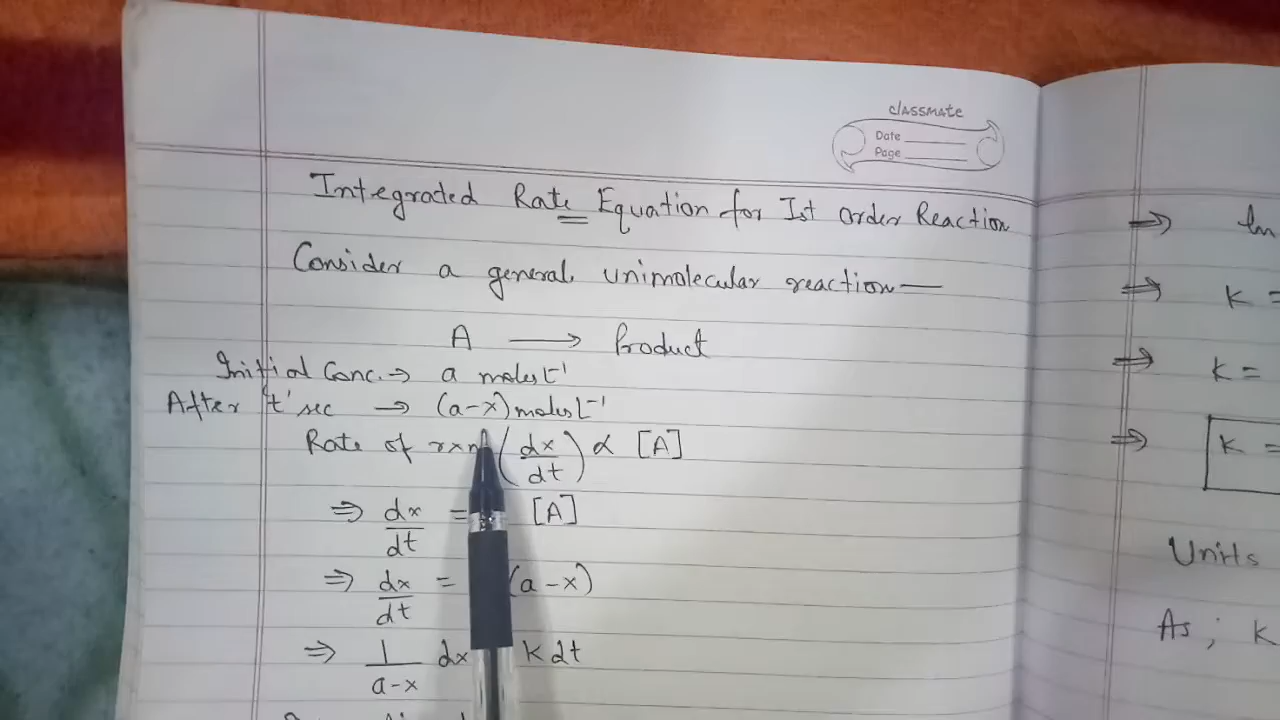 classmate
Date
Page
Integrated Rate Equation for Ist Order Reaction
Consider a general unimolecular reaction—
A ⟶ Product
Initial Conc. → a moles L⁻¹
After 't' sec → (a-x) moles L⁻¹
Rate of rxn (dx/dt) ∝ [A]
⇒ dx/dt = [A]
⇒ dx/dt = (a-x)
⇒ 1/(a-x) dx k dt
⇒ ln
⇒ k =
⇒ k =
⇒ k =
Units
As ; k